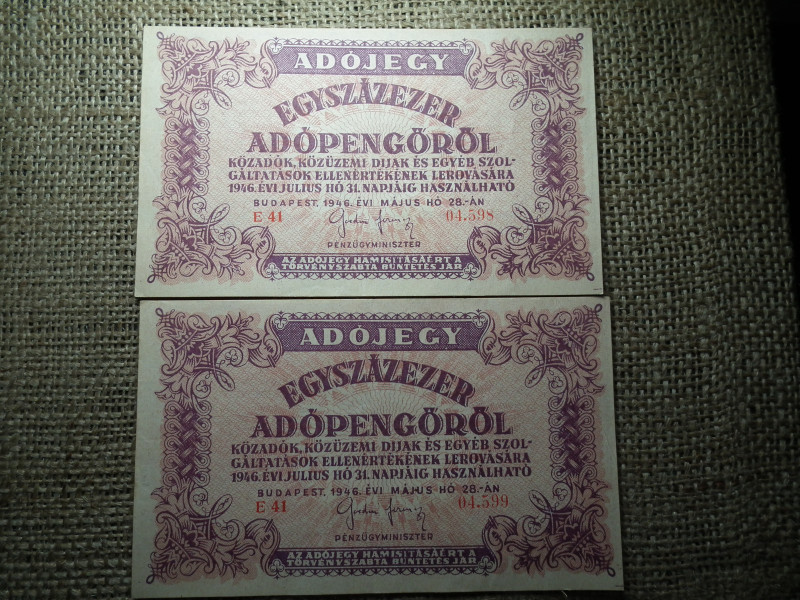 ADÓJEGY
EGYSZÁZEZER
ADÓPENGŐRŐL
KÖZADÓK, KÖZÜZEMI DIJAK ÉS EGYÉB SZOL-
GÁLTATÁSOK ELLENÉRTÉKÉNEK LEROVÁSÁRA
1946. ÉVI JULIUS HÓ 31. NAPJÁIG HASZNÁLHATÓ
BUDAPEST, 1946. ÉVI MÁJUS HÓ 28.-ÁN
E 41 04.598
PÉNZÜGYMINISZTER
AZ ADÓJEGY HAMISITÁSÁÉRT A
TÖRVÉNYSZABTA BÜNTETÉS JÁR
ADÓJEGY
EGYSZÁZEZER
ADÓPENGŐRŐL
KÖZADÓK, KÖZÜZEMI DIJAK ÉS EGYÉB SZOL-
GÁLTATÁSOK ELLENÉRTÉKÉNEK LEROVÁSÁRA
1946. ÉVI JULIUS HÓ 31. NAPJÁIG HASZNÁLHATÓ
BUDAPEST, 1946. ÉVI MÁJUS HÓ 28.-ÁN
E 41 04.599
PÉNZÜGYMINISZTER
AZ ADÓJEGY HAMISITÁSÁÉRT A
TÖRVÉNYSZABTA BÜNTETÉS JÁR